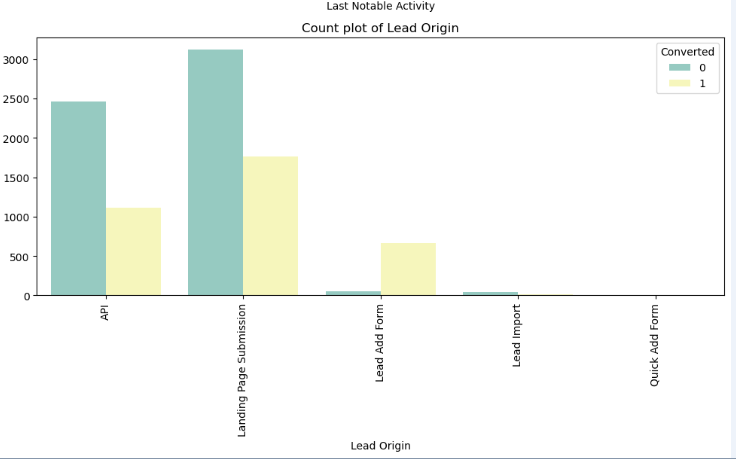 Last Notable Activity
Count plot of Lead Origin
Converted
0
1
3000
2500
2000
1500
1000
500
0
API
Landing Page Submission
Lead Add Form
Lead Import
Quick Add Form
Lead Origin